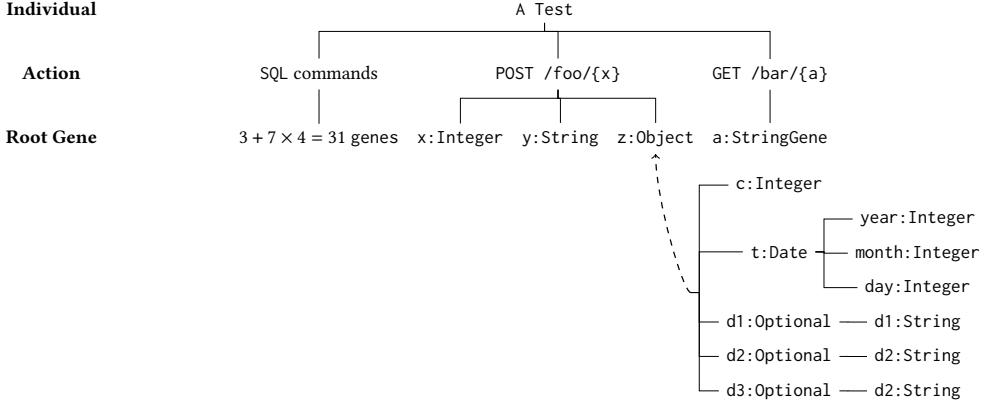 Individual A Test
Action SQL commands POST /foo/{x} GET /bar/{a}
Root Gene 3 + 7 × 4 = 31 genes x:Integer y:String z:Object a:StringGene
c:Integer
year:Integer
t:Date month:Integer
day:Integer
d1:Optional d1:String
d2:Optional d2:String
d3:Optional d2:String